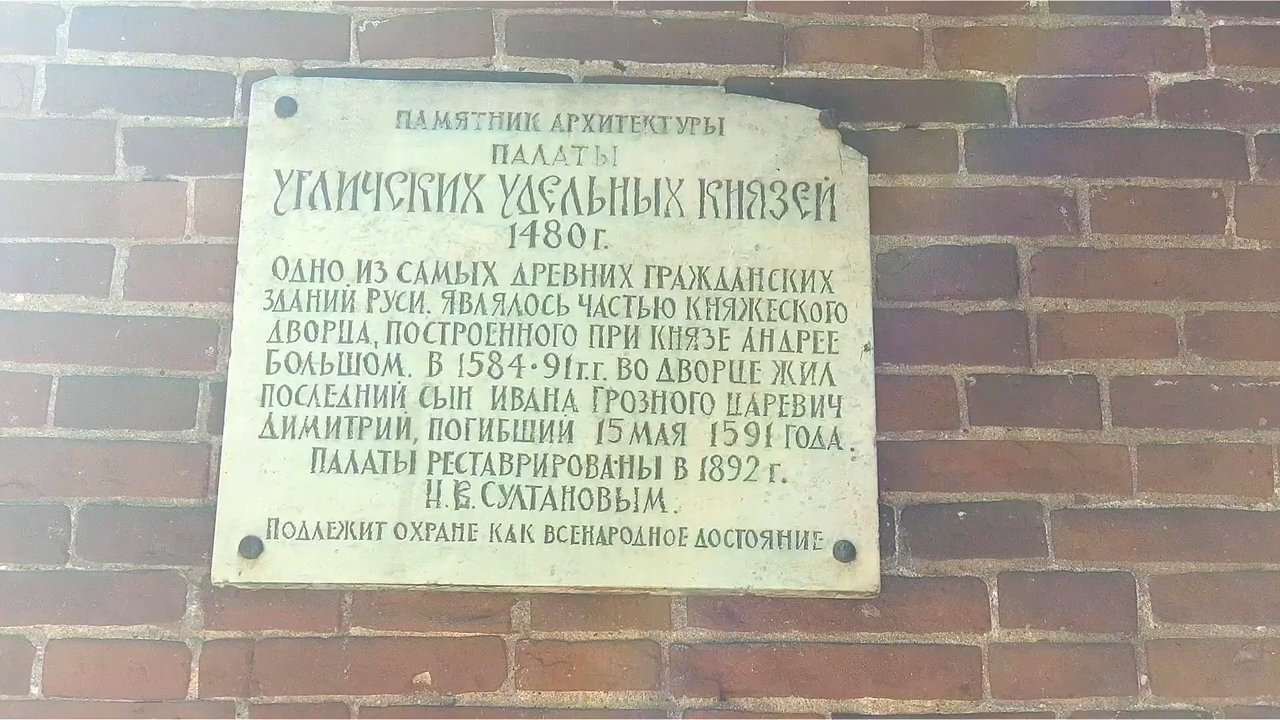 ПАМЯТНИК АРХИТЕКТУРЫ
ПАЛАТЫ
УГЛИЧСКИХ УДЕЛЬНЫХ КНЯЗЕЙ
1480 г.
ОДНО ИЗ САМЫХ ДРЕВНИХ ГРАЖДАНСКИХ
ЗДАНИЙ РУСИ. ЯВЛЯЛОСЬ ЧАСТЬЮ КНЯЖЕСКОГО
ДВОРЦА, ПОСТРОЕННОГО ПРИ КНЯЗЕ АНДРЕЕ
БОЛЬШОМ. В 1584·91 г.г. ВО ДВОРЦЕ ЖИЛ
ПОСЛЕДНИЙ СЫН ИВАНА ГРОЗНОГО ЦАРЕВИЧ
ДИМИТРИЙ, ПОГИБШИЙ 15 МАЯ 1591 ГОДА.
ПАЛАТЫ РЕСТАВРИРОВАНЫ В 1892 г.
Н.В. СУЛТАНОВЫМ.
ПОДЛЕЖИТ ОХРАНЕ КАК ВСЕНАРОДНОЕ ДОСТОЯНИЕ